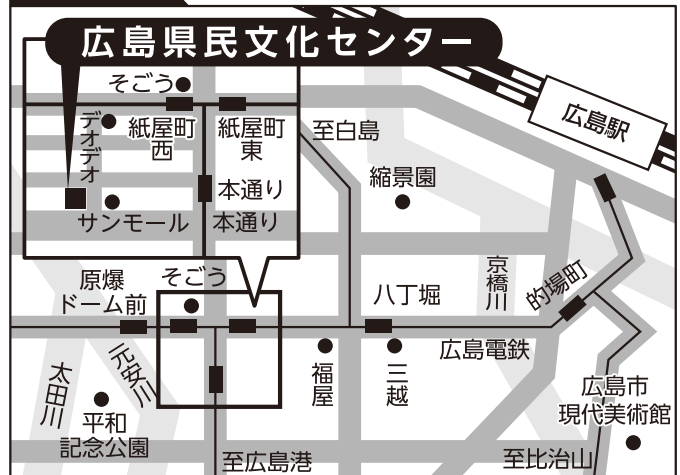 広島県民文化センター
そごう
紙屋町
西
紙屋町
東
デオデオ
本通り
サンモール
本通り
至白島
広島駅
縮景園
京橋川
的場町
原爆
ドーム前
そごう
八丁堀
広島電鉄
元安川
太田川
福屋
三越
平和
記念公園
広島市
現代美術館
至広島港
至比治山